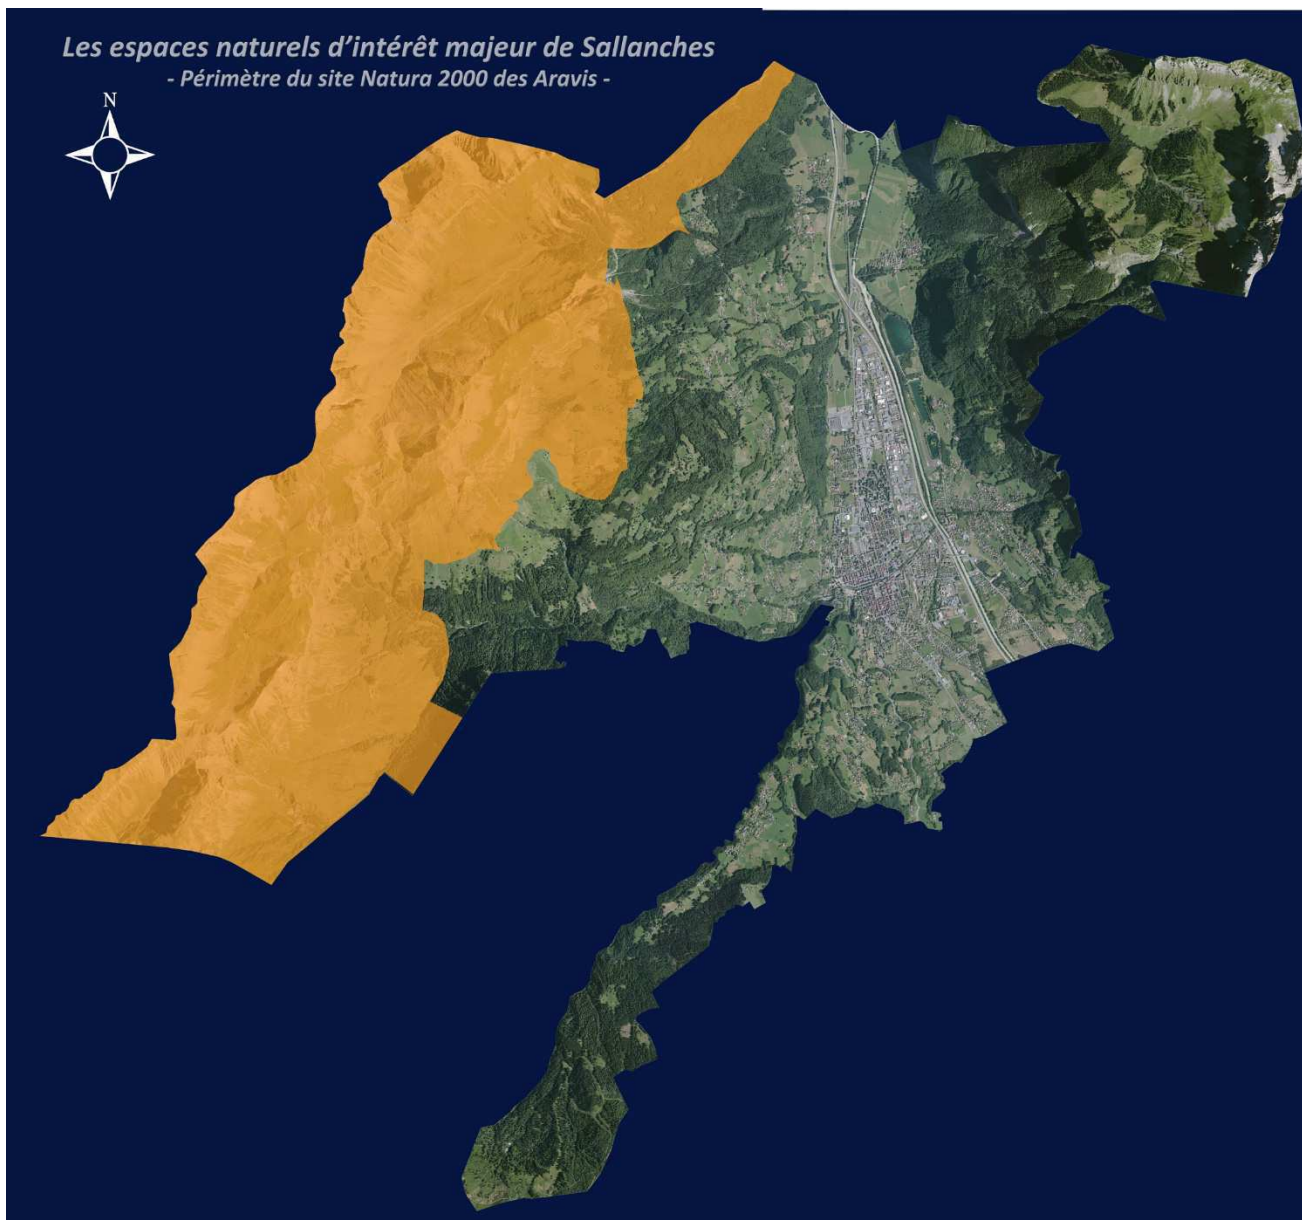 Les espaces naturels d'intérêt majeur de Sallanches
- Périmètre du site Natura 2000 des Aravis -
N